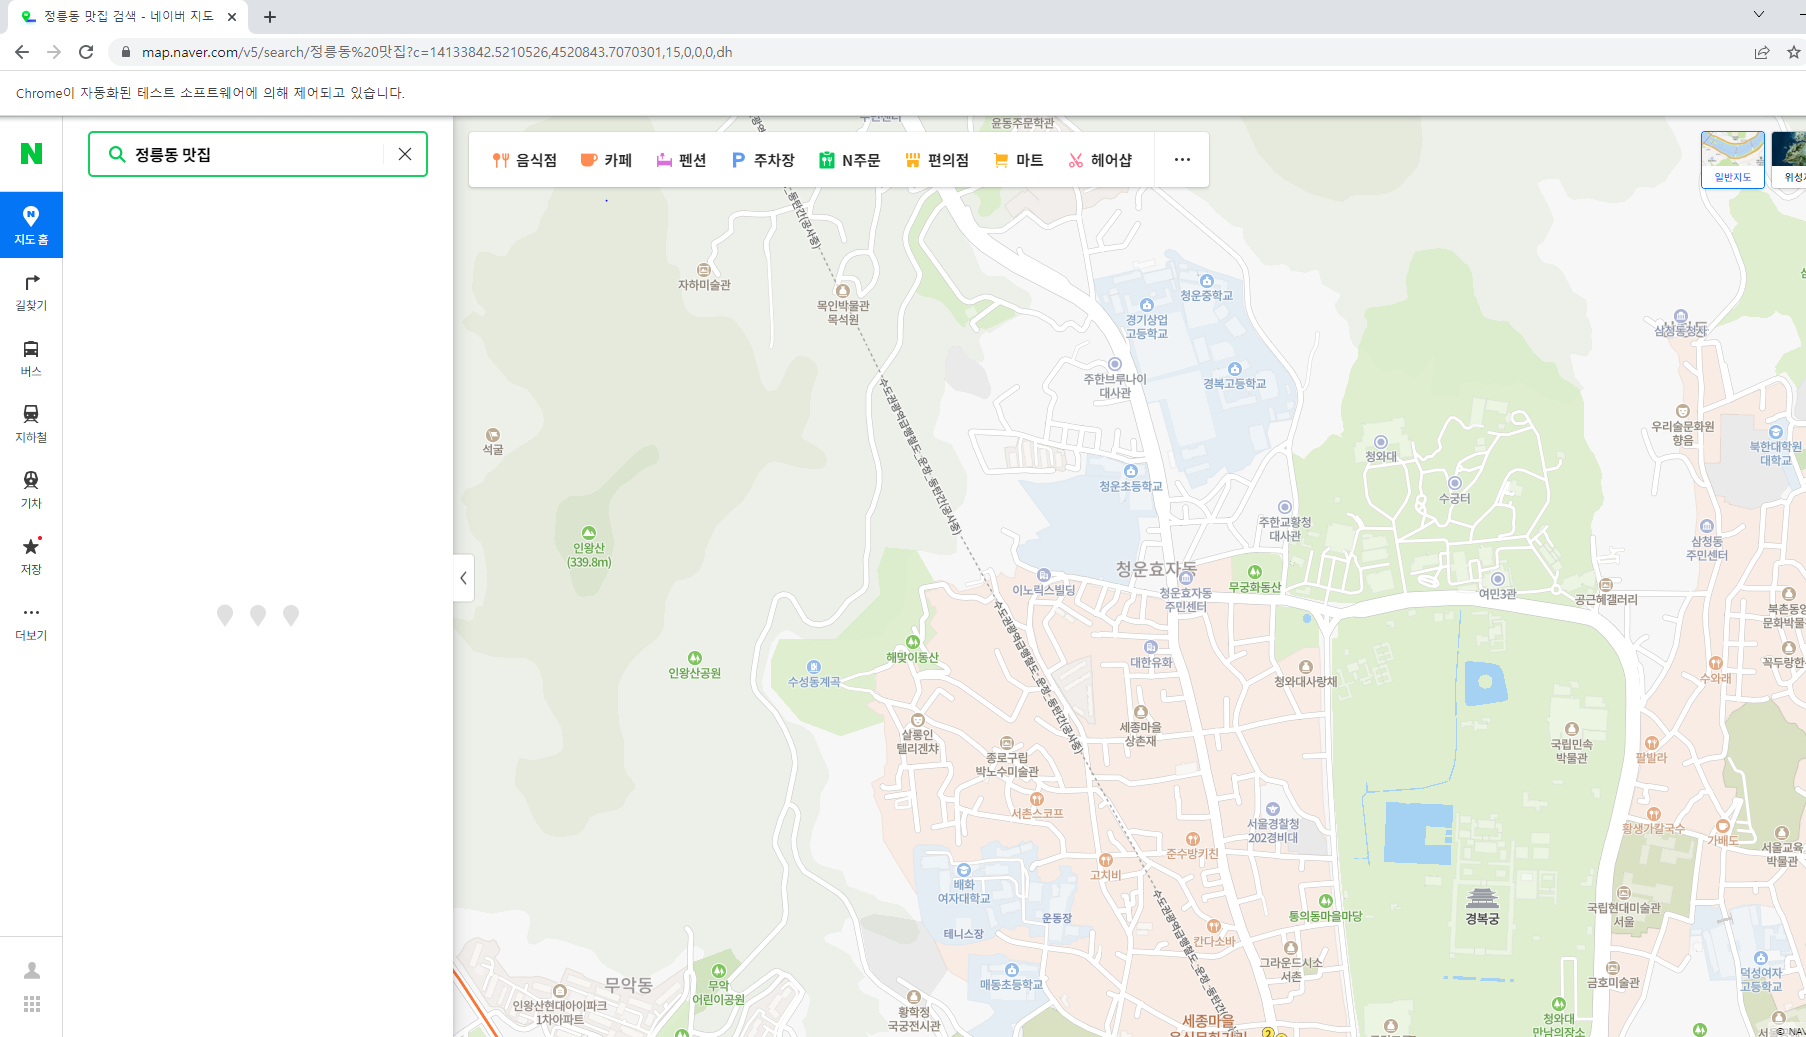 정릉동 맛집 검색 - 네이버 지도
map.naver.com/v5/search/정릉동%20맛집?c=14133842.5210526,4520843.7070301,15,0,0,0,dh
Chrome이 자동화된 테스트 소프트웨어에 의해 제어되고 있습니다.
N
정릉동 맛집
지도 홈
길찾기
버스
지하철
기차
저장
더보기
음식점
카페
펜션
주차장
N주문
편의점
마트
헤어샵
일반지도
윤동주문학관
자하미술관
목인박물관
목석원
청운중학교
경기상업
고등학교
경복고등학교
주한브루나이
대사관
삼청동청사
우리술문화원
향음
북한대학원
대학교
석굴
청와대
수궁터
청운초등학교
주한교황청
대사관
삼청동
주민센터
인왕산
(339.8m)
청운효자동
이노릭스빌딩
청운효자동
주민센터
무궁화동산
여민3관
공근혜갤러리
북촌동양
문화박물
해맞이동산
대한유화
인왕산공원
수성동계곡
청와대사랑채
수와래
꼭두랑한
세종마을
상촌재
살롱인
텔리겐챠
종로구립
박노수미술관
국립민속
박물관
팔발라
서촌스코프
서울경찰청
202경비대
황생가칼국수
가배도
서울교육
박물관
준수방키친
고치비
배화
여자대학교
운동장
테니스장
통의동마을마당
경복궁
국립현대미술관
서울
칸다소바
그라운드시소
서촌
매동초등학교
금호미술관
덕성여자
고등학교
무악동
무악
어린이공원
인왕산현대아이파크
1차아파트
황학정
국궁전시관
세종마을
청와대
만남의장소
수도권광역급행철도_운정-동탄간(공사중)
수도권광역급행철도_운정-동탄간(공사중)
© NAV